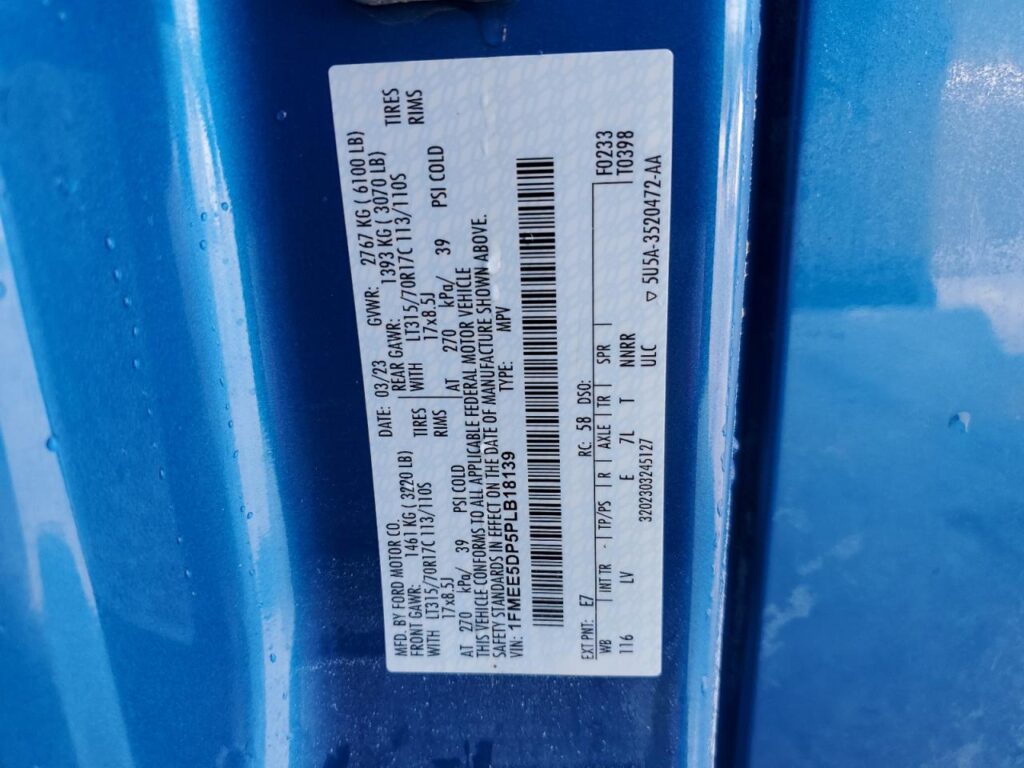 MFD. BY FORD MOTOR CO. DATE: 03/23 GVWR: 2767 KG ( 6100 LB)
FRONT GAWR: 1461 KG ( 3220 LB) REAR GAWR: 1393 KG ( 3070 LB)
WITH LT315/70R17C 113/110S TIRES WITH LT315/70R17C 113/110S TIRES
17x8.5J RIMS 17x8.5J RIMS
AT 270 kPa/ 39 PSI COLD AT 270 kPa/ 39 PSI COLD
THIS VEHICLE CONFORMS TO ALL APPLICABLE FEDERAL MOTOR VEHICLE
SAFETY STANDARDS IN EFFECT ON THE DATE OF MANUFACTURE SHOWN ABOVE.
VIN: 1FMEE5DP5PLB18139 TYPE: MPV
EXT PNT: E7 RC: 58 DSO:
WB INT TR TP/PS R AXLE TR SPR F0233
116 LV E 7L T NNRR T0398
ULC
3202303245127 ▽ 5U5A-3520472-AA